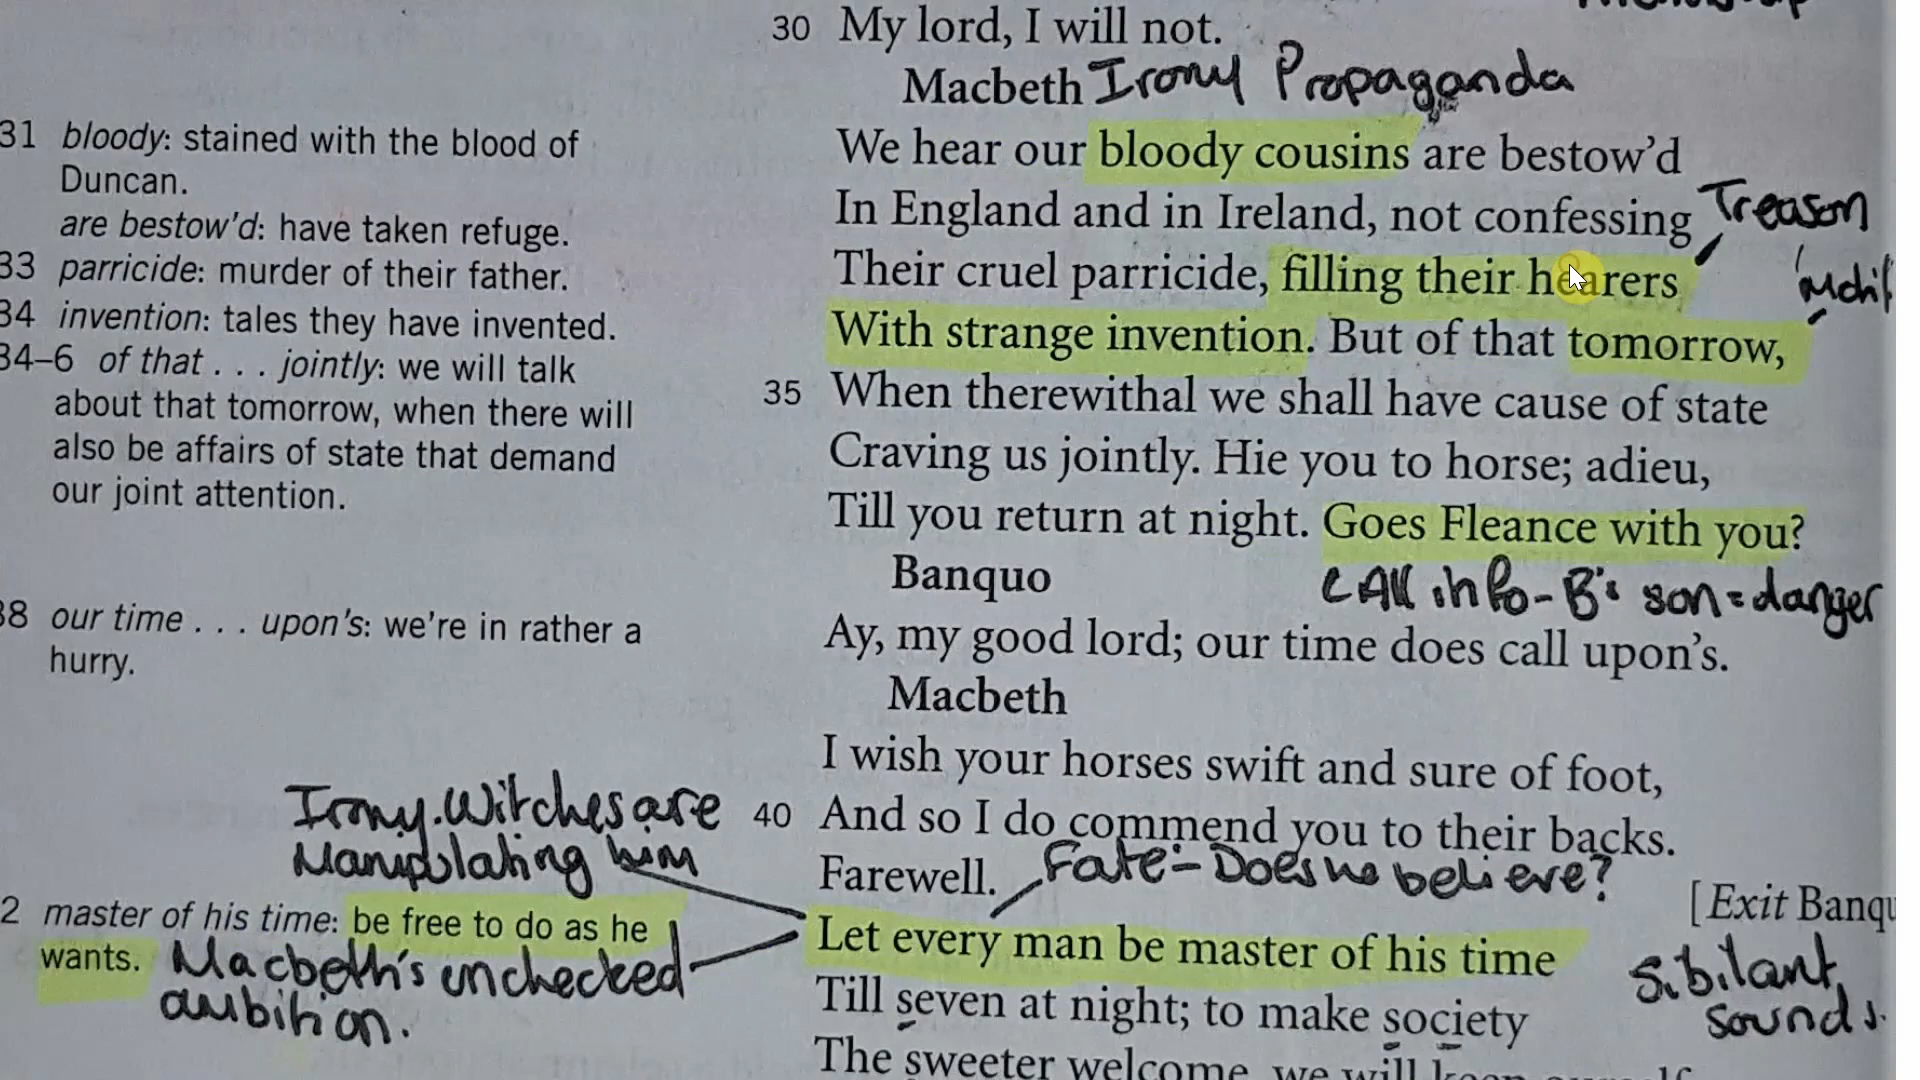 30 My lord, I will not.
Macbeth Irony Propaganda
31 bloody: stained with the blood of
Duncan.
We hear our bloody cousins are bestow'd
are bestow'd: have taken refuge.
In England and in Ireland, not confessing Treason
33 parricide: murder of their father.
Their cruel parricide, filling their hearers
Motif
34 invention: tales they have invented.
With strange invention. But of that tomorrow,
34–6 of that . . . jointly: we will talk
about that tomorrow, when there will
also be affairs of state that demand
our joint attention.
35 When therewithal we shall have cause of state
Craving us jointly. Hie you to horse; adieu,
Till you return at night. Goes Fleance with you?
Banquo
All info - B's son = danger
38 our time . . . upon's: we're in rather a
hurry.
Ay, my good lord; our time does call upon's.
Macbeth
I wish your horses swift and sure of foot,
40 And so I do commend you to their backs.
Farewell. Fate - Does he believe?
[Exit Banqu
Irony. Witches are
Manipulating him
2 master of his time: be free to do as he
wants. Macbeth's unchecked
ambition.
Let every man be master of his time
Till seven at night; to make society
Sibilant
sounds.
The sweeter welcome, we will keep